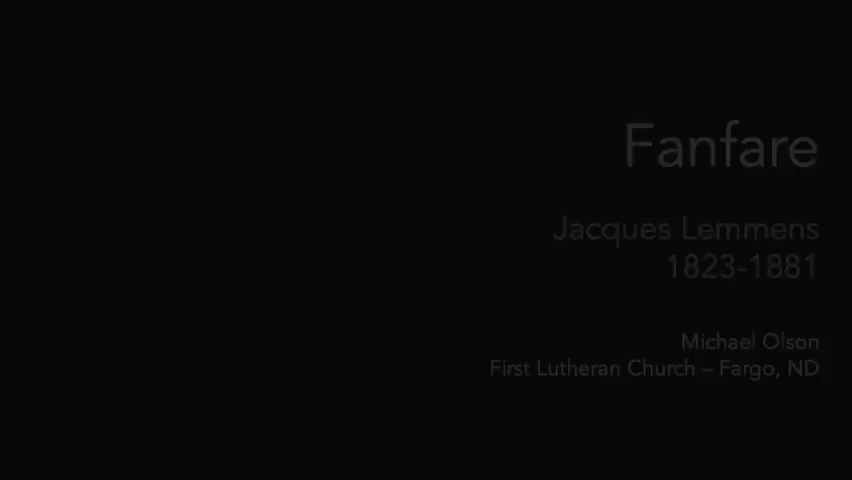 Fanfare
Jacques Lemmens
1823-1881
Michael Olson
First Lutheran Church – Fargo, ND